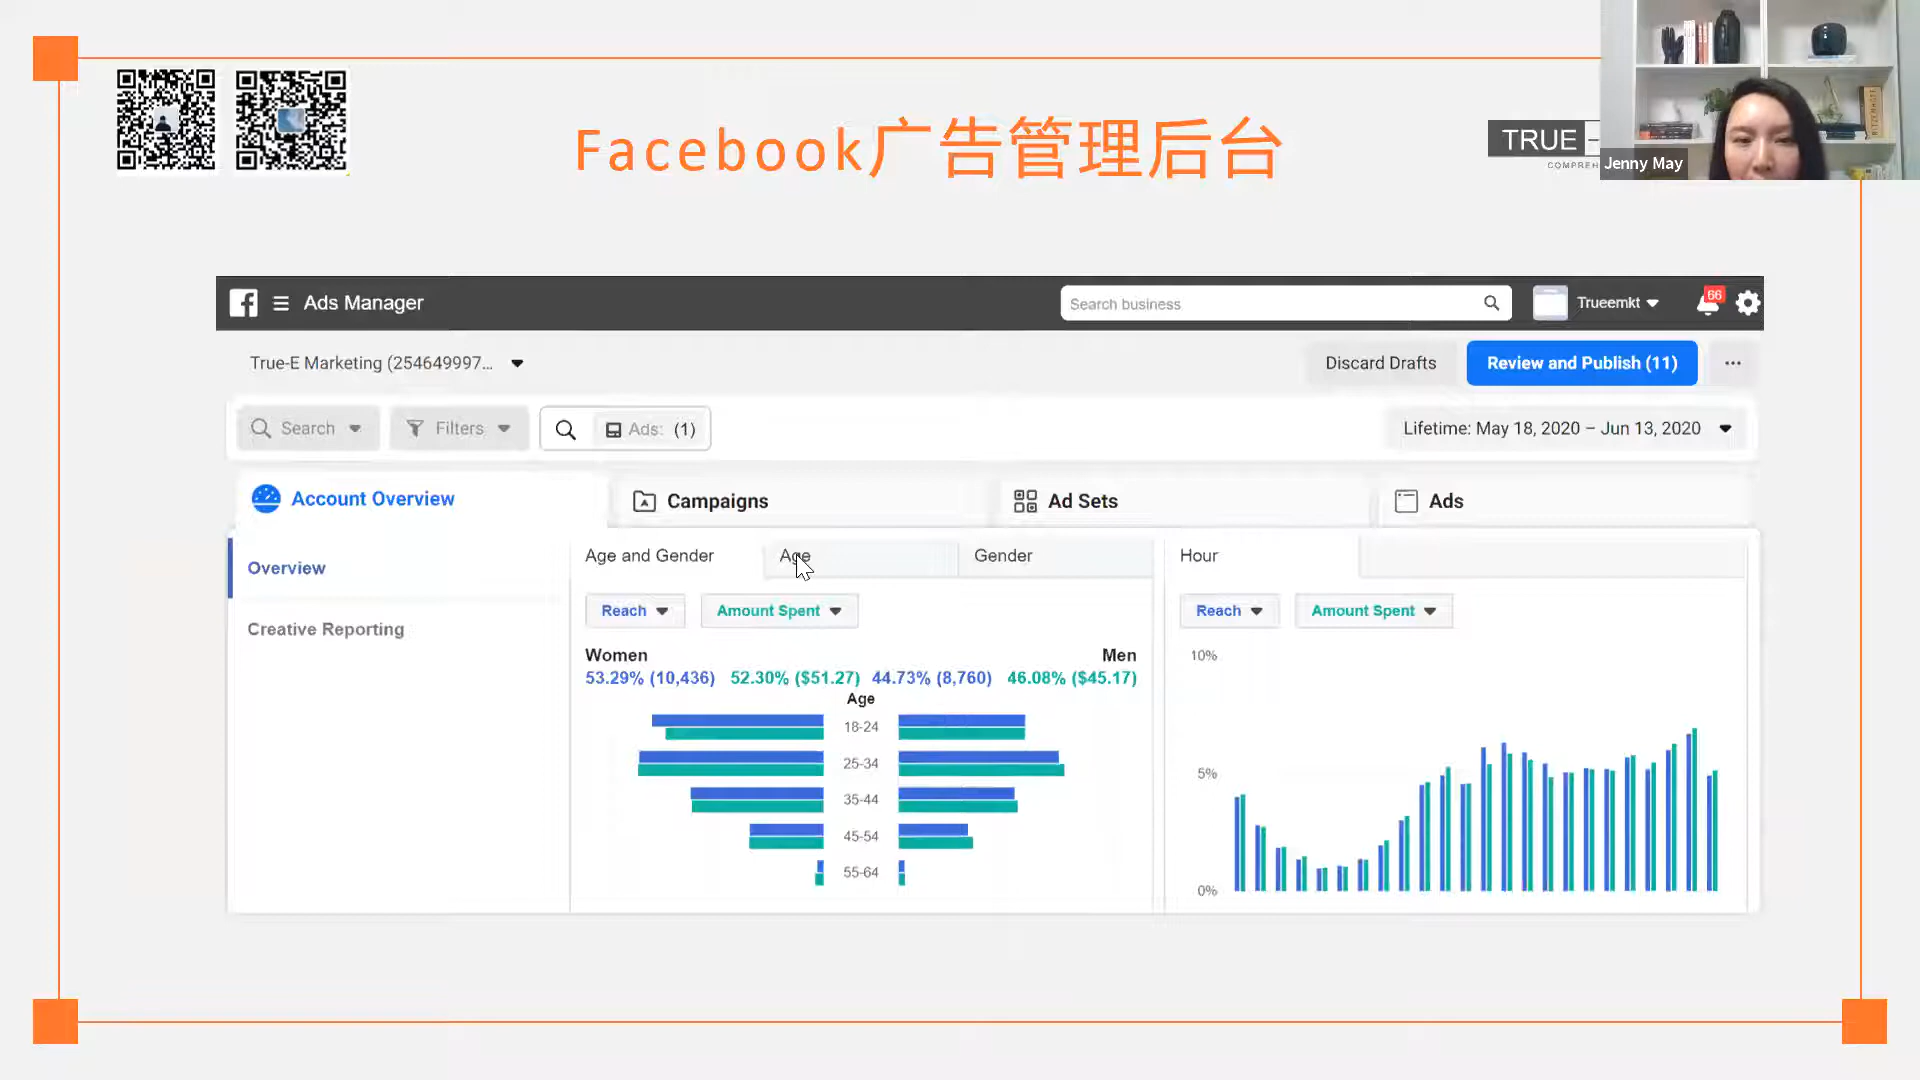 Facebook广告管理后台
TRUE -
COMPREH
Jenny May
Ads Manager
Search business
Trueemkt
66
True-E Marketing (254649997...
Discard Drafts
Review and Publish (11)
Search
Filters
Ads: (1)
Lifetime: May 18, 2020 – Jun 13, 2020
Account Overview
Campaigns
Ad Sets
Ads
Overview
Creative Reporting
Age and Gender
Age
Gender
Hour
Reach
Amount Spent
Reach
Amount Spent
Women
Men
53.29% (10,436) 52.30% ($51.27) 44.73% (8,760) 46.08% ($45.17)
Age
18-24
25-34
35-44
45-54
55-64
10%
5%
0%